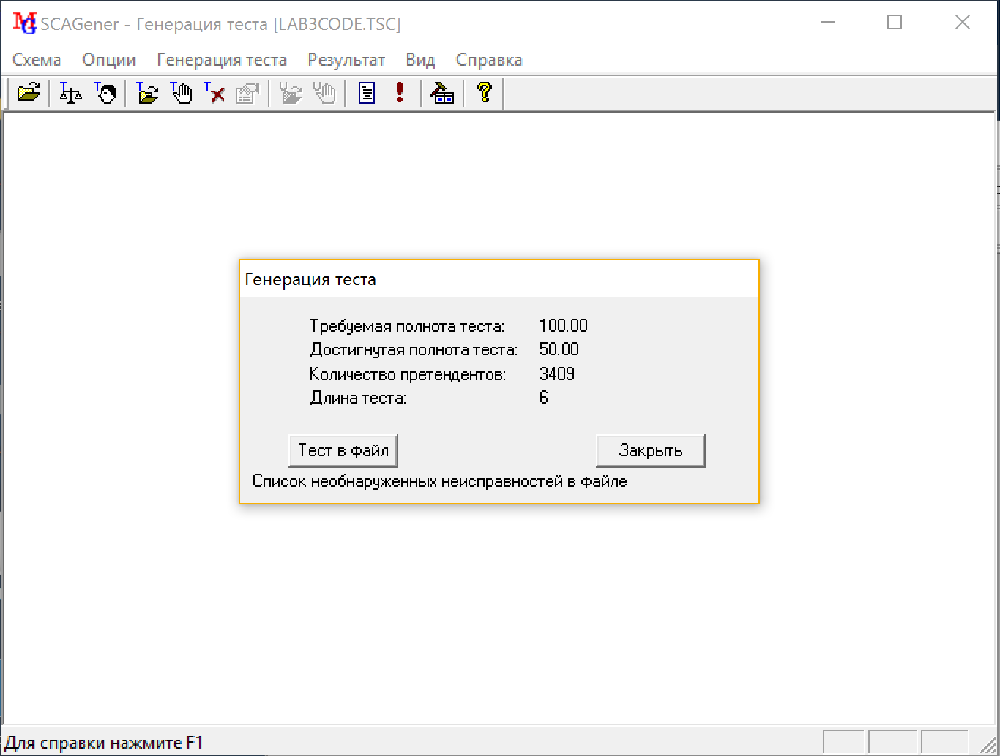 SCAGener - Генерация теста [LAB3CODE.TSC]
Схема Опции Генерация теста Результат Вид Справка
Генерация теста
Требуемая полнота теста: 100.00
Достигнутая полнота теста: 50.00
Количество претендентов: 3409
Длина теста: 6
Тест в файл Закрыть
Список необнаруженных неисправностей в файле
Для справки нажмите F1